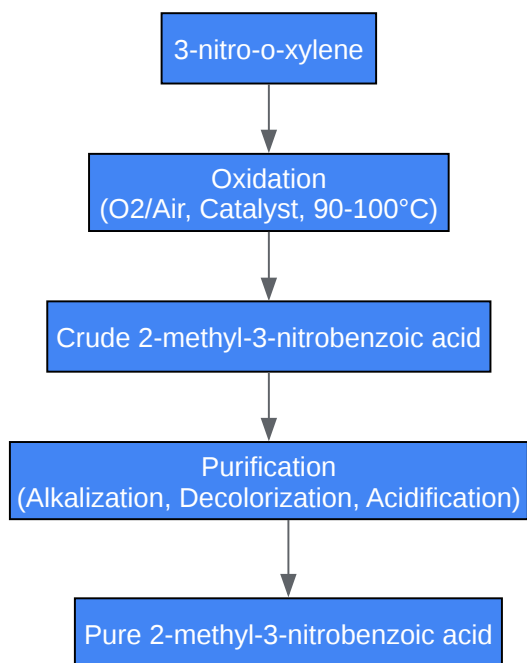 3-nitro-o-xylene
Oxidation
(O2/Air, Catalyst, 90-100°C)
Crude 2-methyl-3-nitrobenzoic acid
Purification
(Alkalization, Decolorization, Acidification)
Pure 2-methyl-3-nitrobenzoic acid